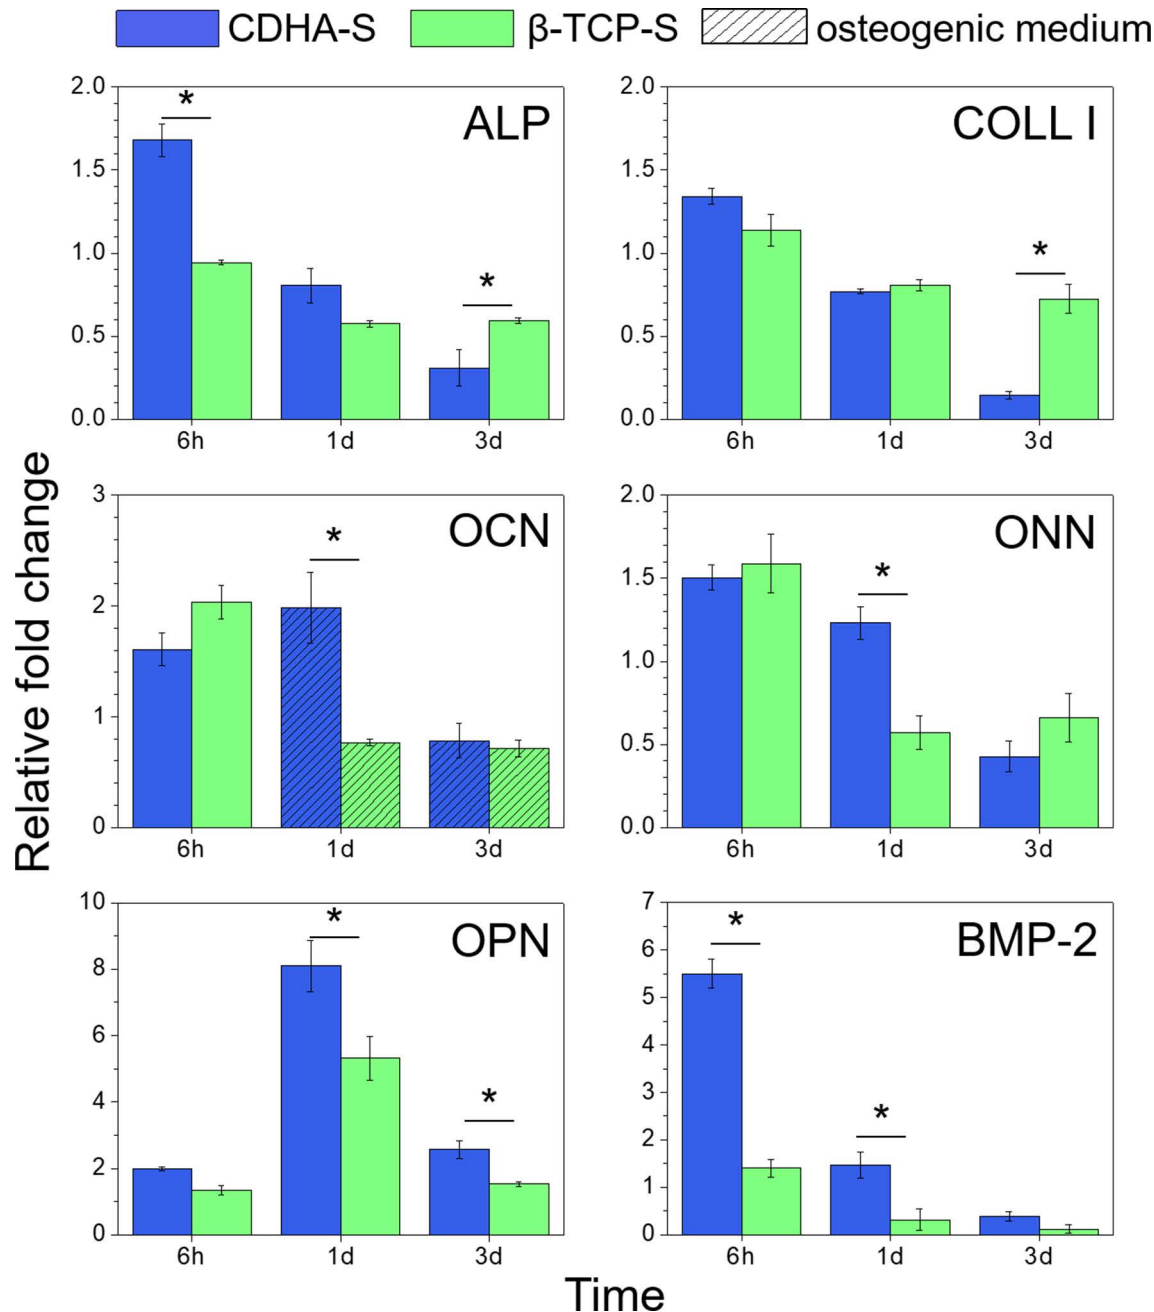 CDHA-S β-TCP-S osteogenic medium
Relative fold change
ALP
2.0
1.5
1.0
0.5
0.0
*
*
6h 1d 3d
COLL I
2.0
1.5
1.0
0.5
0.0
*
6h 1d 3d
OCN
3
2
1
0
*
6h 1d 3d
ONN
2.0
1.5
1.0
0.5
0.0
*
6h 1d 3d
OPN
10
8
6
4
2
0
*
*
6h 1d 3d
BMP-2
7
6
5
4
3
2
1
0
*
*
6h 1d 3d
Time